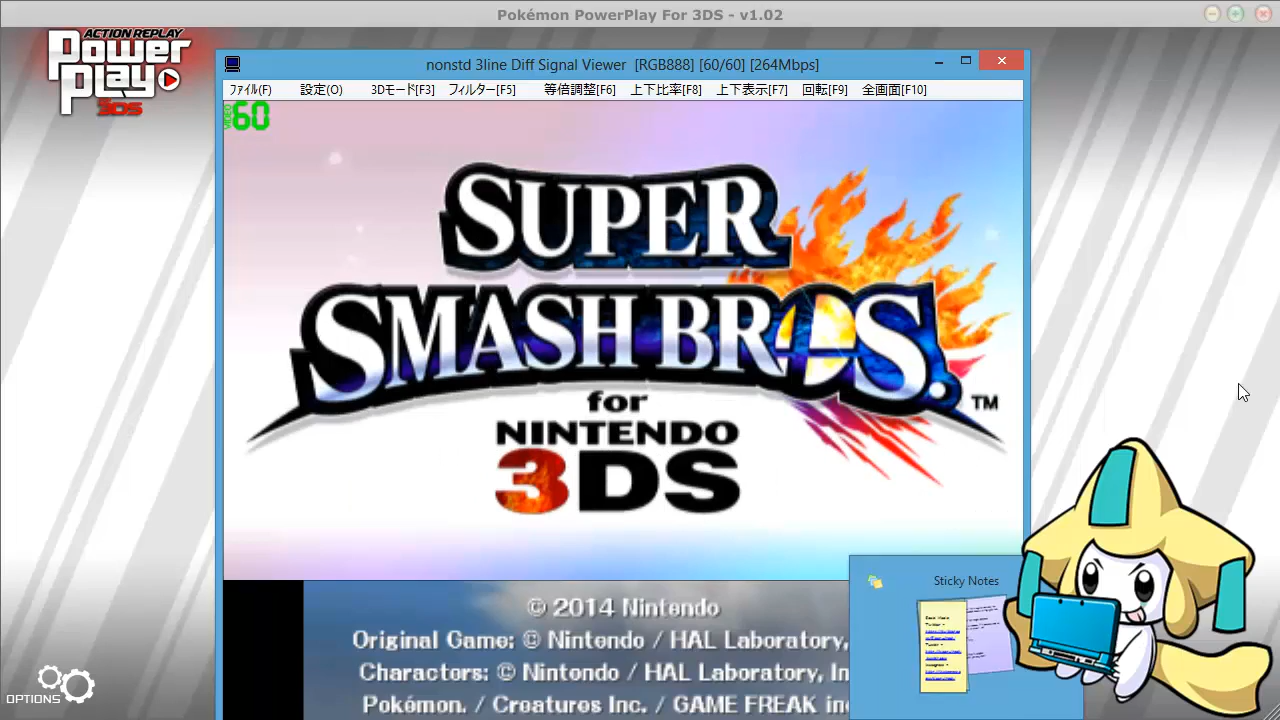 Pokémon PowerPlay For 3DS - v1.02
ACTION REPLAY
Power
Play
3DS
nonstd 3line Diff Signal Viewer [RGB888] [60/60] [264Mbps]
ﾌｧｲﾙ(F) 設定(O) 3Dモード[F3] フィルター[F5] 等倍調整[F6] 上下比率[F8] 上下表示[F7] 回転[F9] 全画面[F10]
VIDEO 60
SUPER
SMASH BROS.
TM
for
NINTENDO
3DS
Sticky Notes
© 2014 Nintendo
Original Game: © Nintendo / HAL Laboratory,
Characters: © Nintendo / HAL Laboratory, In
Pokémon. / Creatures Inc. / GAME FREAK inc
OPTIONS